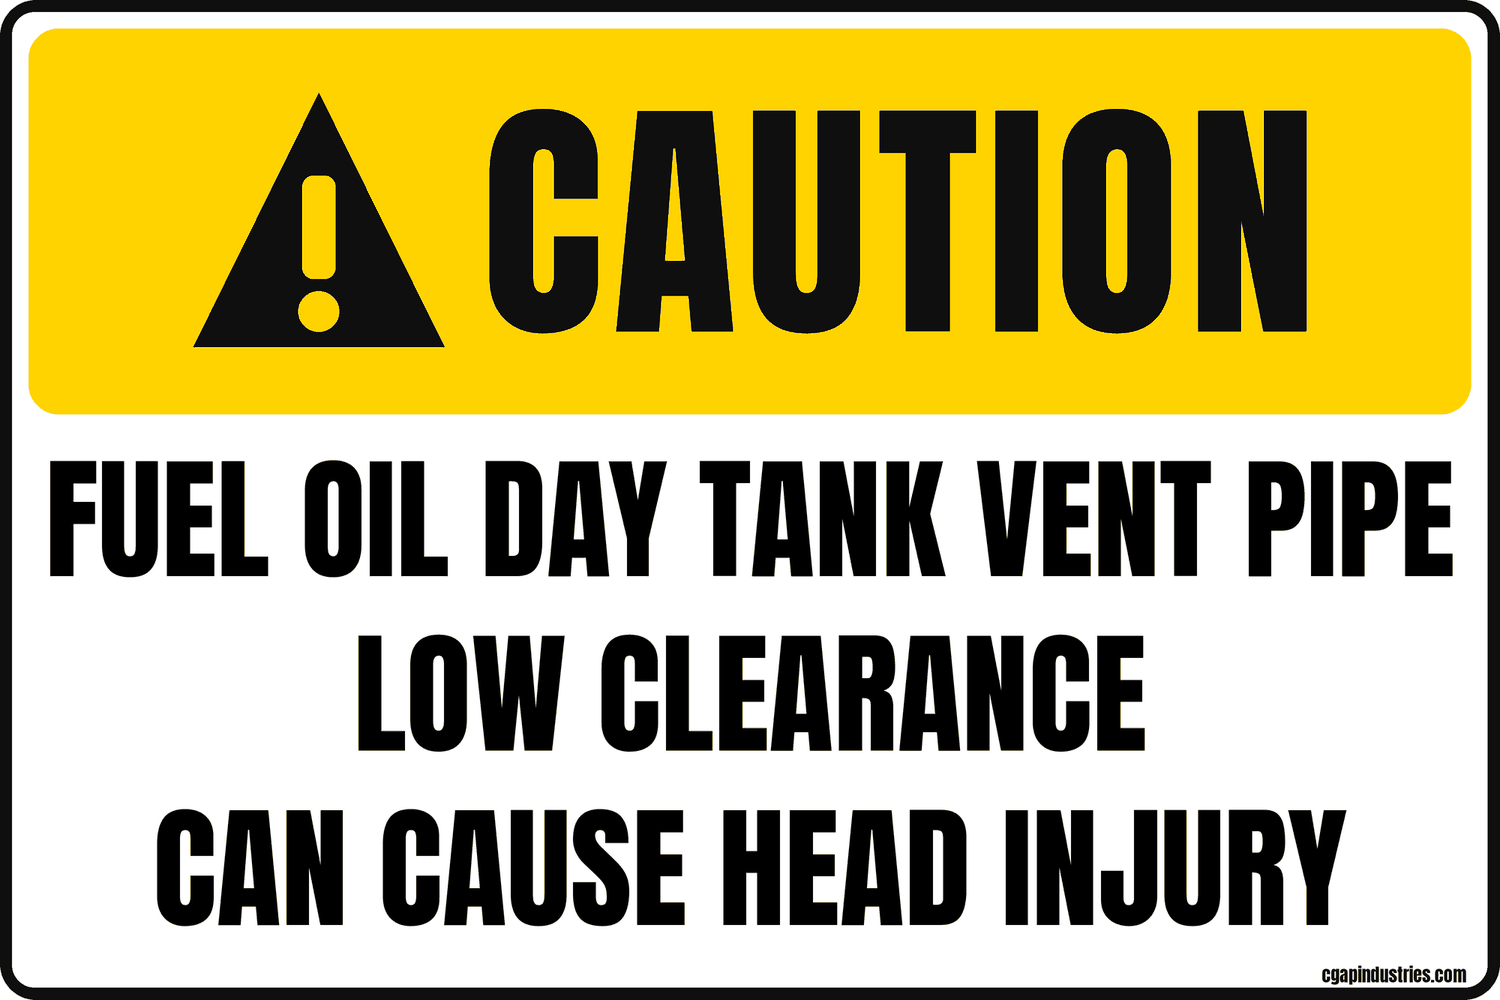 CAUTION
FUEL OIL DAY TANK VENT PIPE
LOW CLEARANCE
CAN CAUSE HEAD INJURY
cgapindustries.com